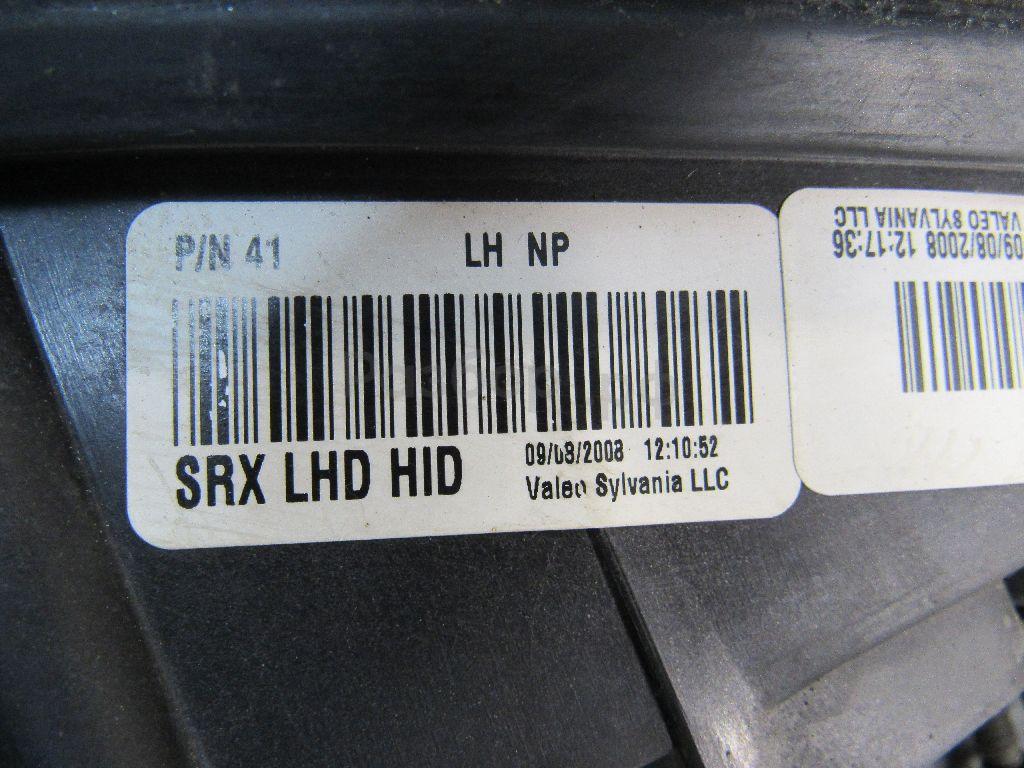 P/N 41 LH NP
SRX LHD HID
09/08/2008 12:10:52
Valeo Sylvania LLC
09/08/2008 12:17:36
VALEO SYLVANIA LLC